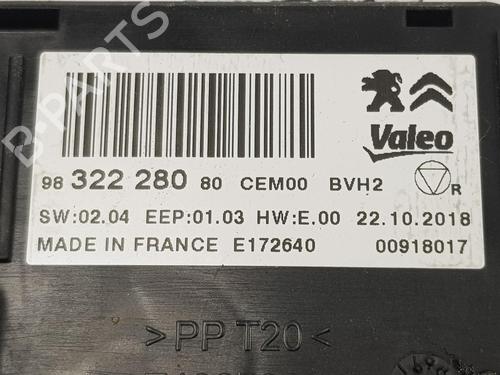 B-PARTS
Valeo
98 322 280 80 CEM00 BVH2
R
SW:02.04 EEP:01.03 HW:E.00 22.10.2018
MADE IN FRANCE E172640 00918017
>PP T20<